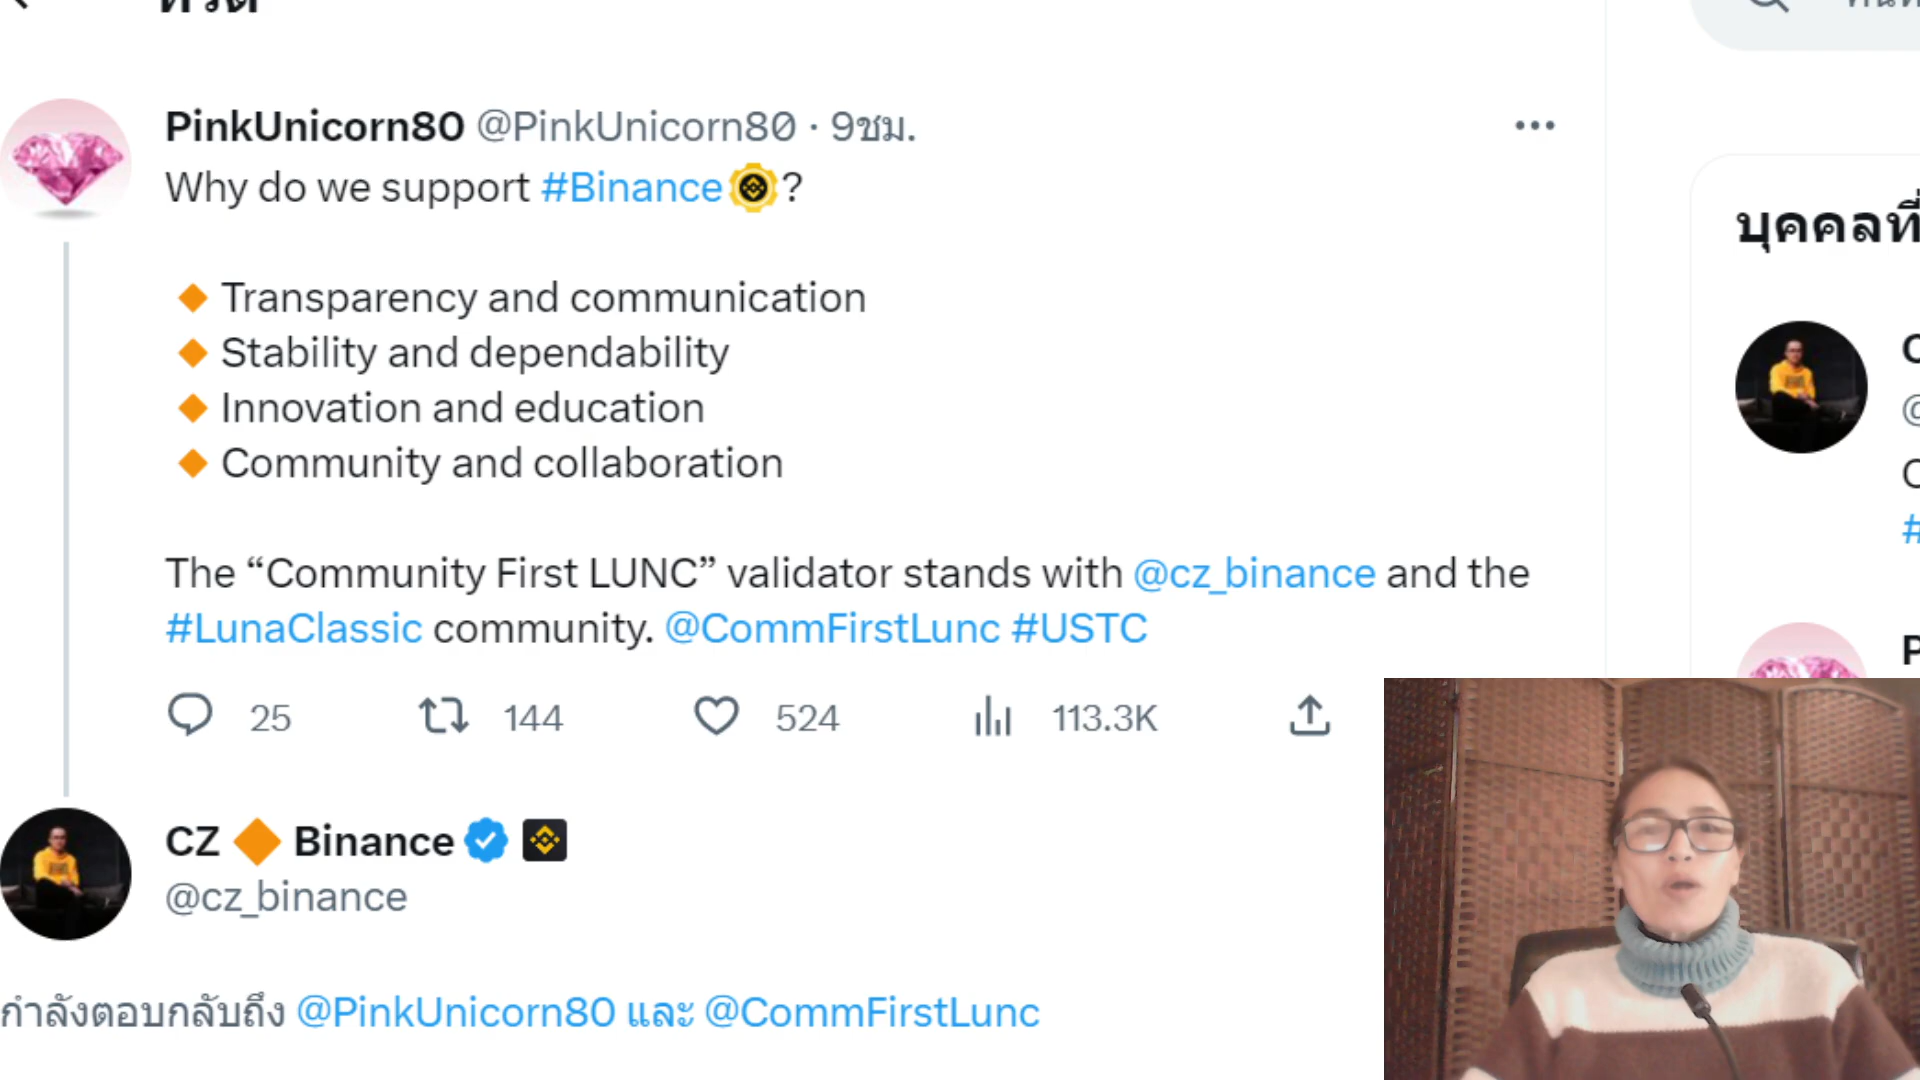 ทวีต
PinkUnicorn80 @PinkUnicorn80 · 9ชม.
Why do we support #Binance?
Transparency and communication
Stability and dependability
Innovation and education
Community and collaboration
The “Community First LUNC” validator stands with @cz_binance and the
#LunaClassic community. @CommFirstLunc #USTC
25 144 524 113.3K
CZ Binance
@cz_binance
กำลังตอบกลับถึง @PinkUnicorn80 และ @CommFirstLunc
บุคคลที่
C
@
C
#
P